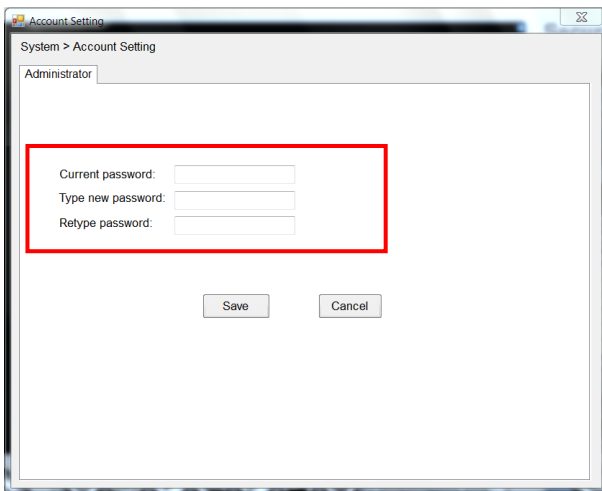 Account Setting
System > Account Setting
Administrator
Current password:
Type new password:
Retype password:
Save
Cancel